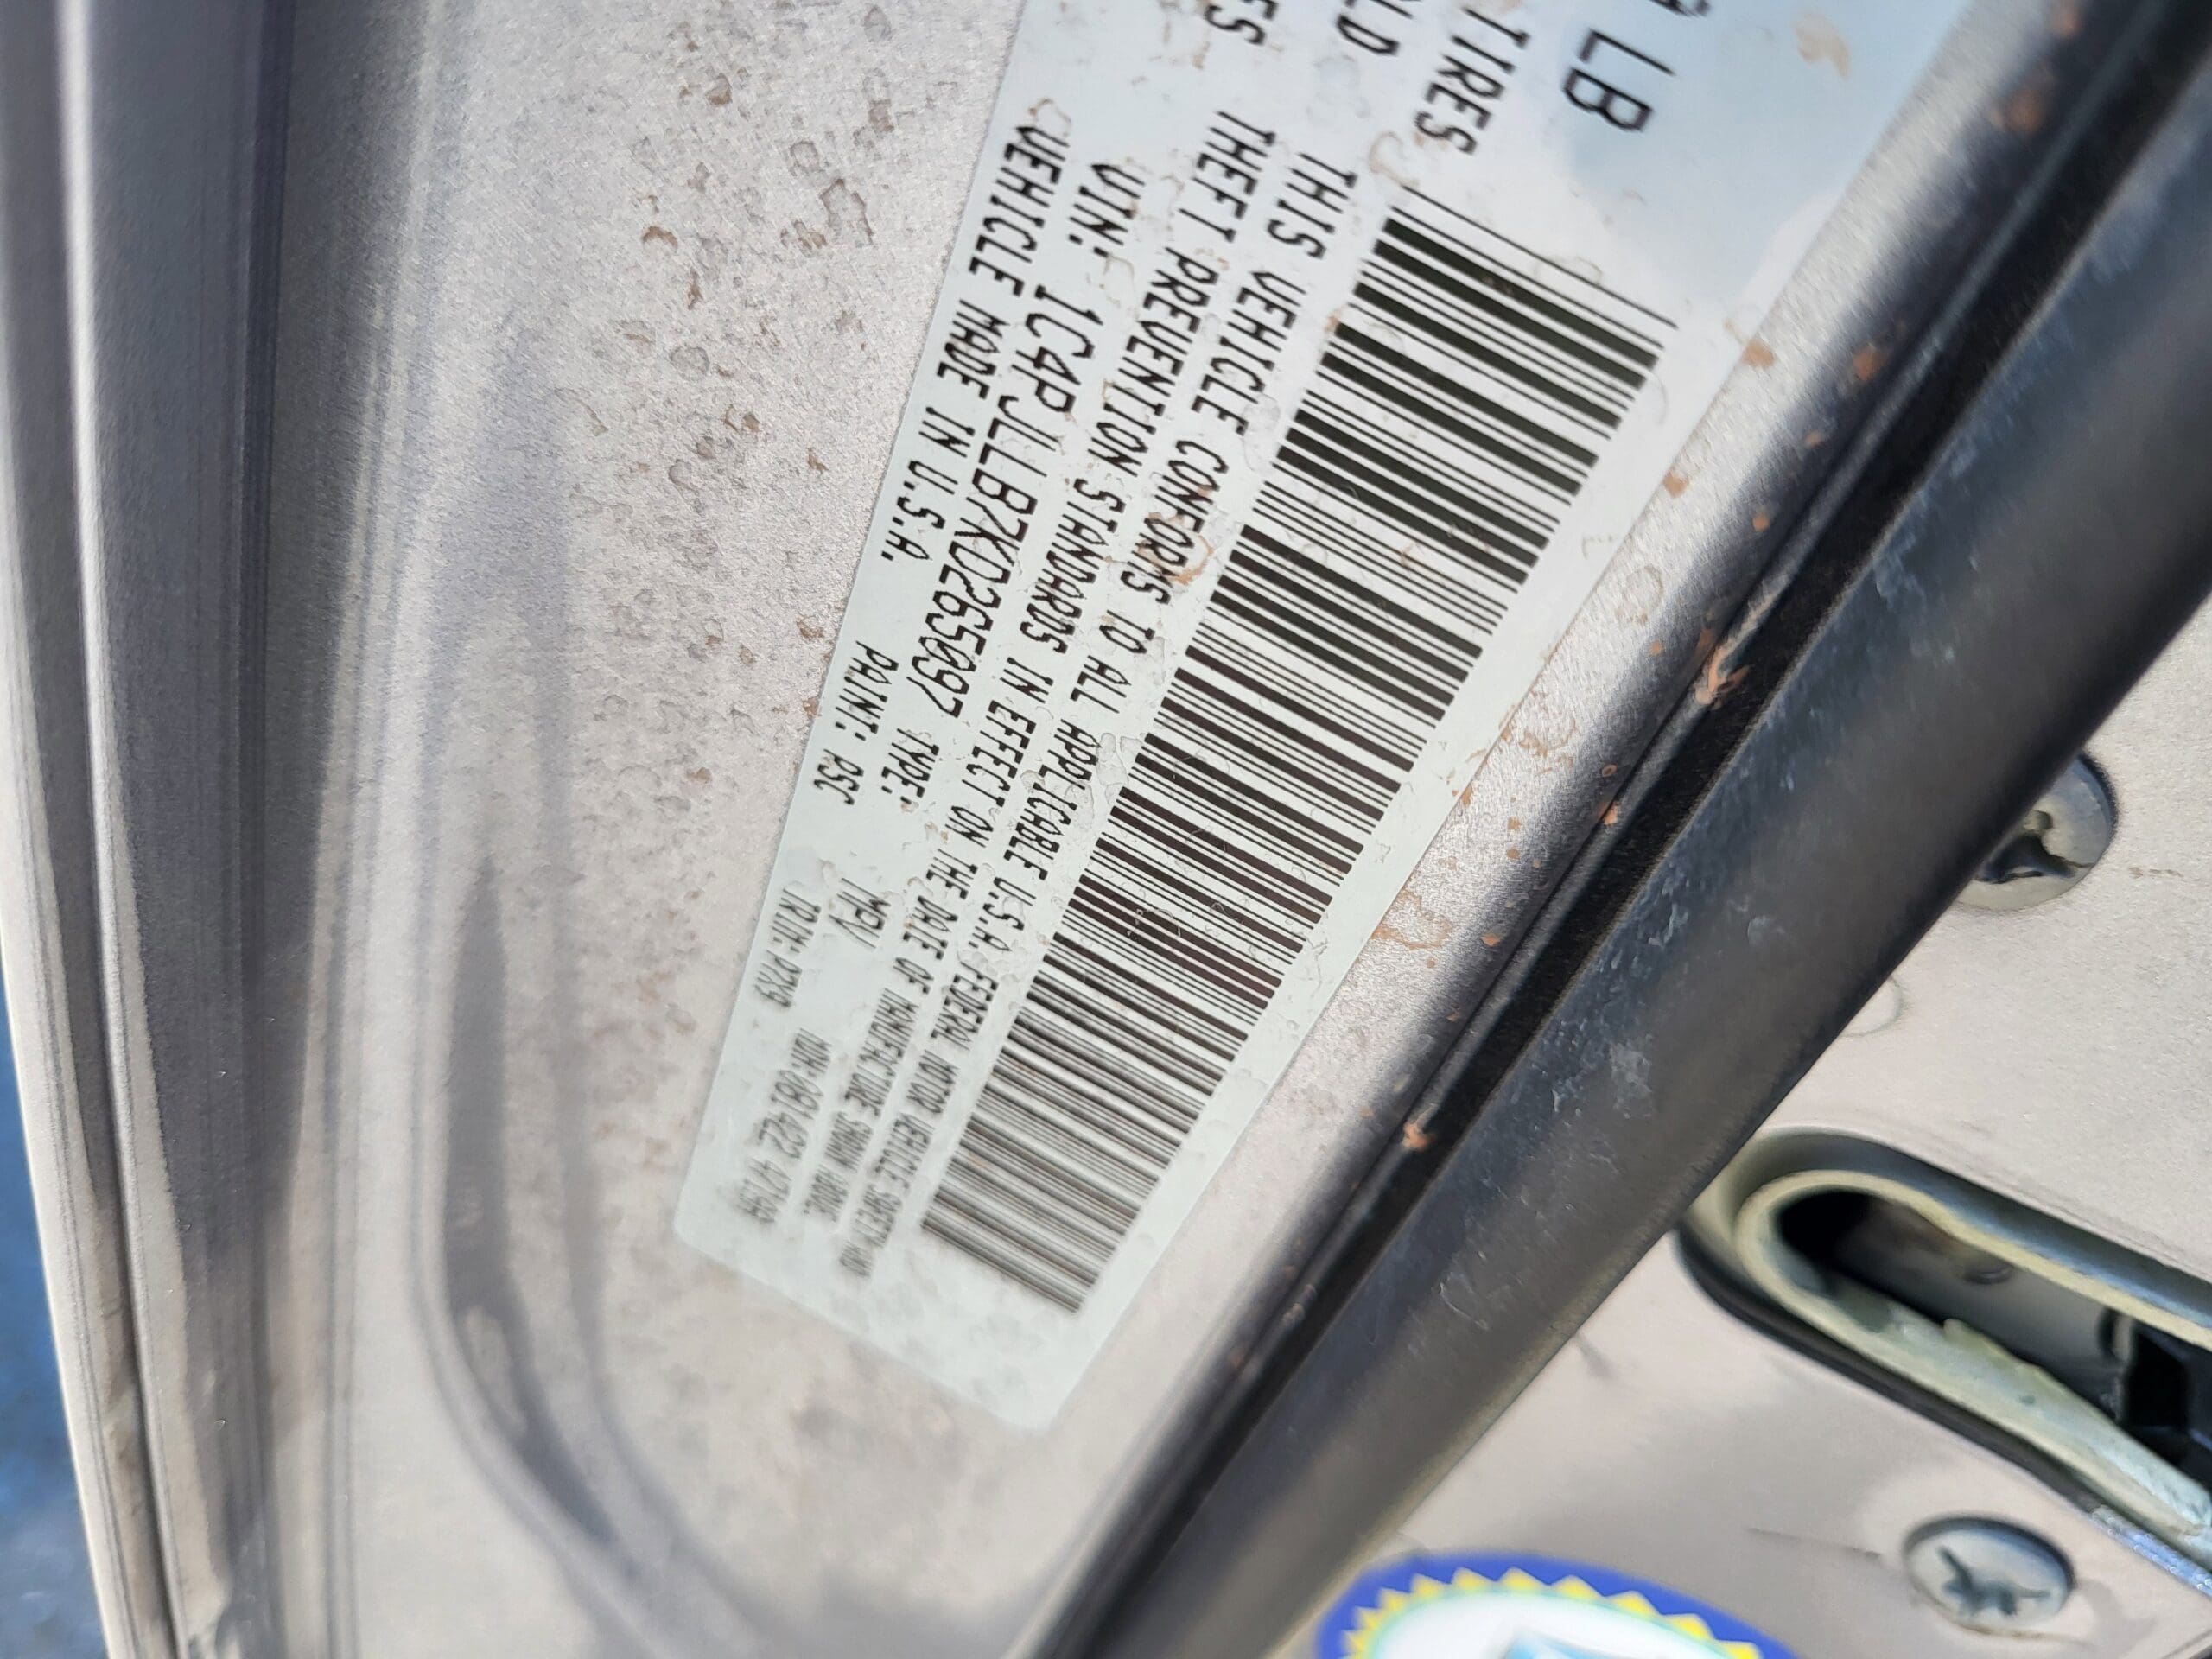 LB
TIRES
THIS VEHICLE CONFORMS TO ALL APPLICABLE U.S.A. FEDERAL MOTOR VEHICLE SAFETY AND
THEFT PREVENTION STANDARDS IN EFFECT ON THE DATE OF MANUFACTURE SHOWN ABOVE.
VIN: 1C4PJLLB7KD265097 TYPE: MPV
VEHICLE MADE IN U.S.A. PAINT: PSC TRIM: MDH: